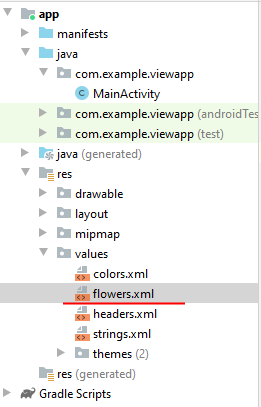 app
manifests
java
com.example.viewapp
MainActivity
com.example.viewapp (androidTes
com.example.viewapp (test)
java (generated)
res
drawable
layout
mipmap
values
colors.xml
flowers.xml
headers.xml
strings.xml
themes (2)
res (generated)
Gradle Scripts